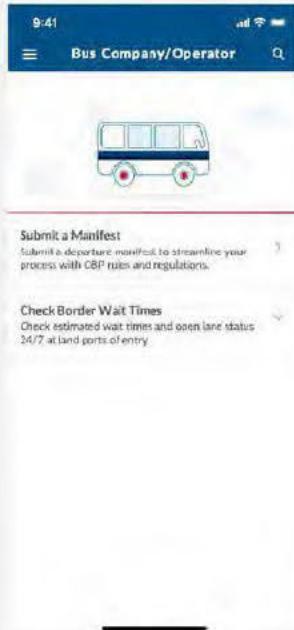 9:41
Bus Company/Operator
Submit a Manifest
Submit a departure manifest to streamline your
process with CBP rules and regulations.
Check Border Wait Times
Check estimated wait times and open lane status
24/7 at land ports of entry